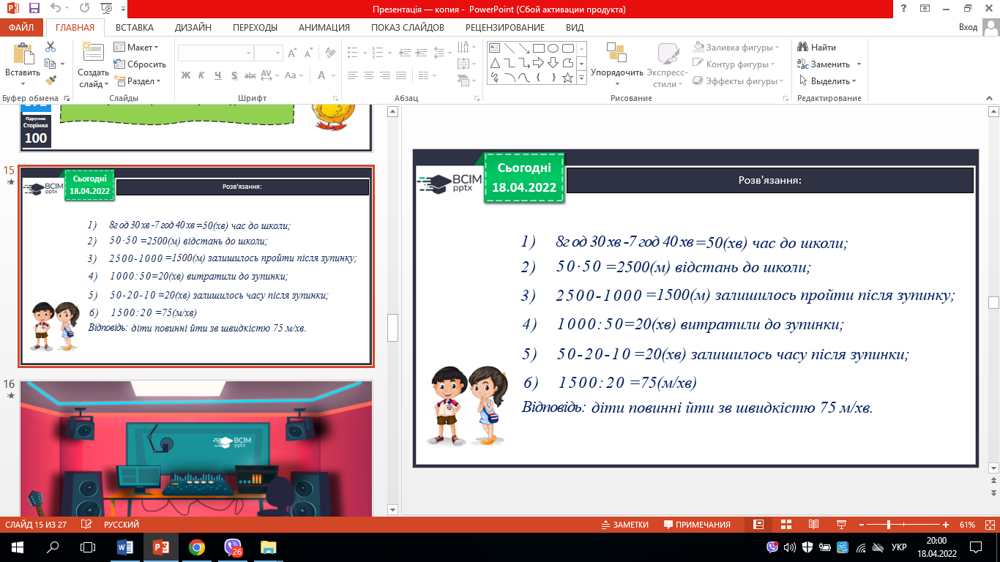 Презентація — копия - PowerPoint (Сбой активации продукта)
ФАЙЛ ГЛАВНАЯ ВСТАВКА ДИЗАЙН ПЕРЕХОДЫ АНИМАЦИЯ ПОКАЗ СЛАЙДОВ РЕЦЕНЗИРОВАНИЕ ВИД Вход
Вставить
Буфер обмена
Создать слайд
Макет
Сбросить
Раздел
Слайды
Ж К Ч S abc AV Aa A
Шрифт
Абзац
Упорядочить
Экспресс-стили
Заливка фигуры
Контур фигуры
Эффекты фигуры
Рисование
Найти
Заменить
Выделить
Редактирование
Підручник
Сторінка
100
15
Сьогодні
18.04.2022
BCIM
pptx
Розв'язання:
1) 8год 30 хв -7 год 40 хв =50(хв) час до школи;
2) 50·50 =2500(м) відстань до школи;
3) 2500-1000 =1500(м) залишилось пройти після зупинку;
4) 1000:50=20(хв) витратили до зупинки;
5) 50-20-10 =20(хв) залишилось часу після зупинки;
6) 1500:20 =75(м/хв)
Відповідь: діти повинні йти зв швидкістю 75 м/хв.
16
BCIM
pptx
BCIM
pptx
Сьогодні
18.04.2022
Розв'язання:
1) 8год 30 хв -7 год 40 хв =50(хв) час до школи;
2) 50·50 =2500(м) відстань до школи;
3) 2500-1000 =1500(м) залишилось пройти після зупинку;
4) 1000:50=20(хв) витратили до зупинки;
5) 50-20-10 =20(хв) залишилось часу після зупинки;
6) 1500:20 =75(м/хв)
Відповідь: діти повинні йти зв швидкістю 75 м/хв.
СЛАЙД 15 ИЗ 27 РУССКИЙ ЗАМЕТКИ ПРИМЕЧАНИЯ 61%
26
УКР
20:00
18.04.2022